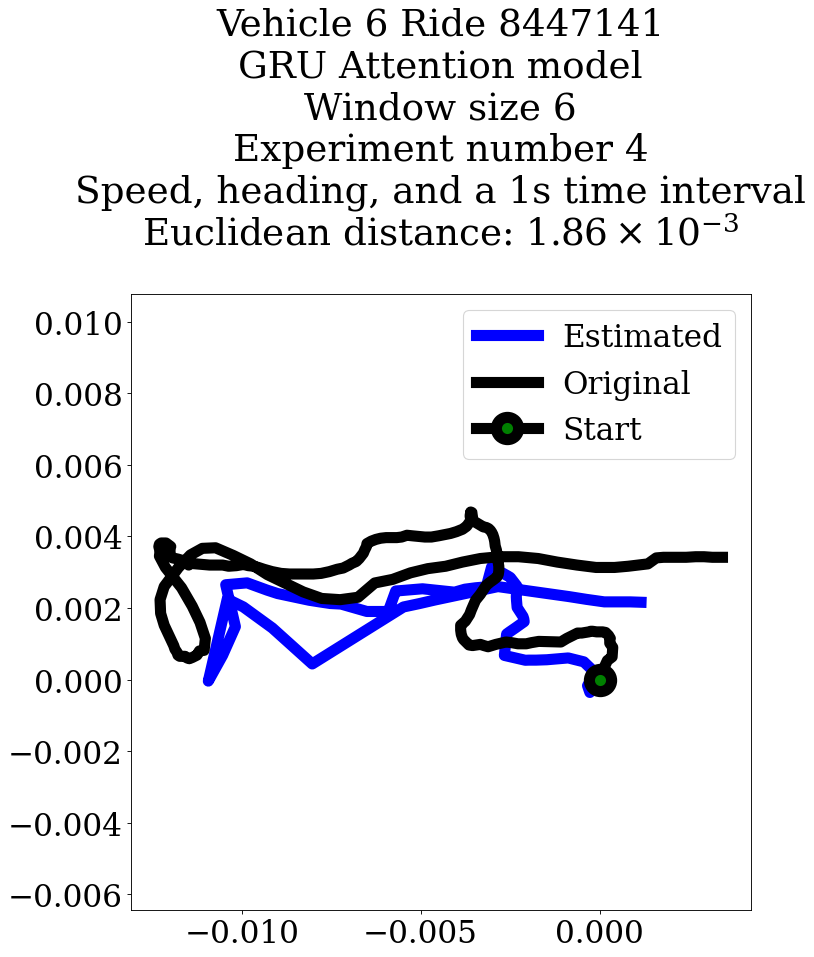 Vehicle 6 Ride 8447141
GRU Attention model
Window size 6
Experiment number 4
Speed, heading, and a 1s time interval
Euclidean distance: 1.86 × 10⁻³
Estimated
Original
Start
0.010
0.008
0.006
0.004
0.002
0.000
−0.002
−0.004
−0.006
−0.010
−0.005
0.000